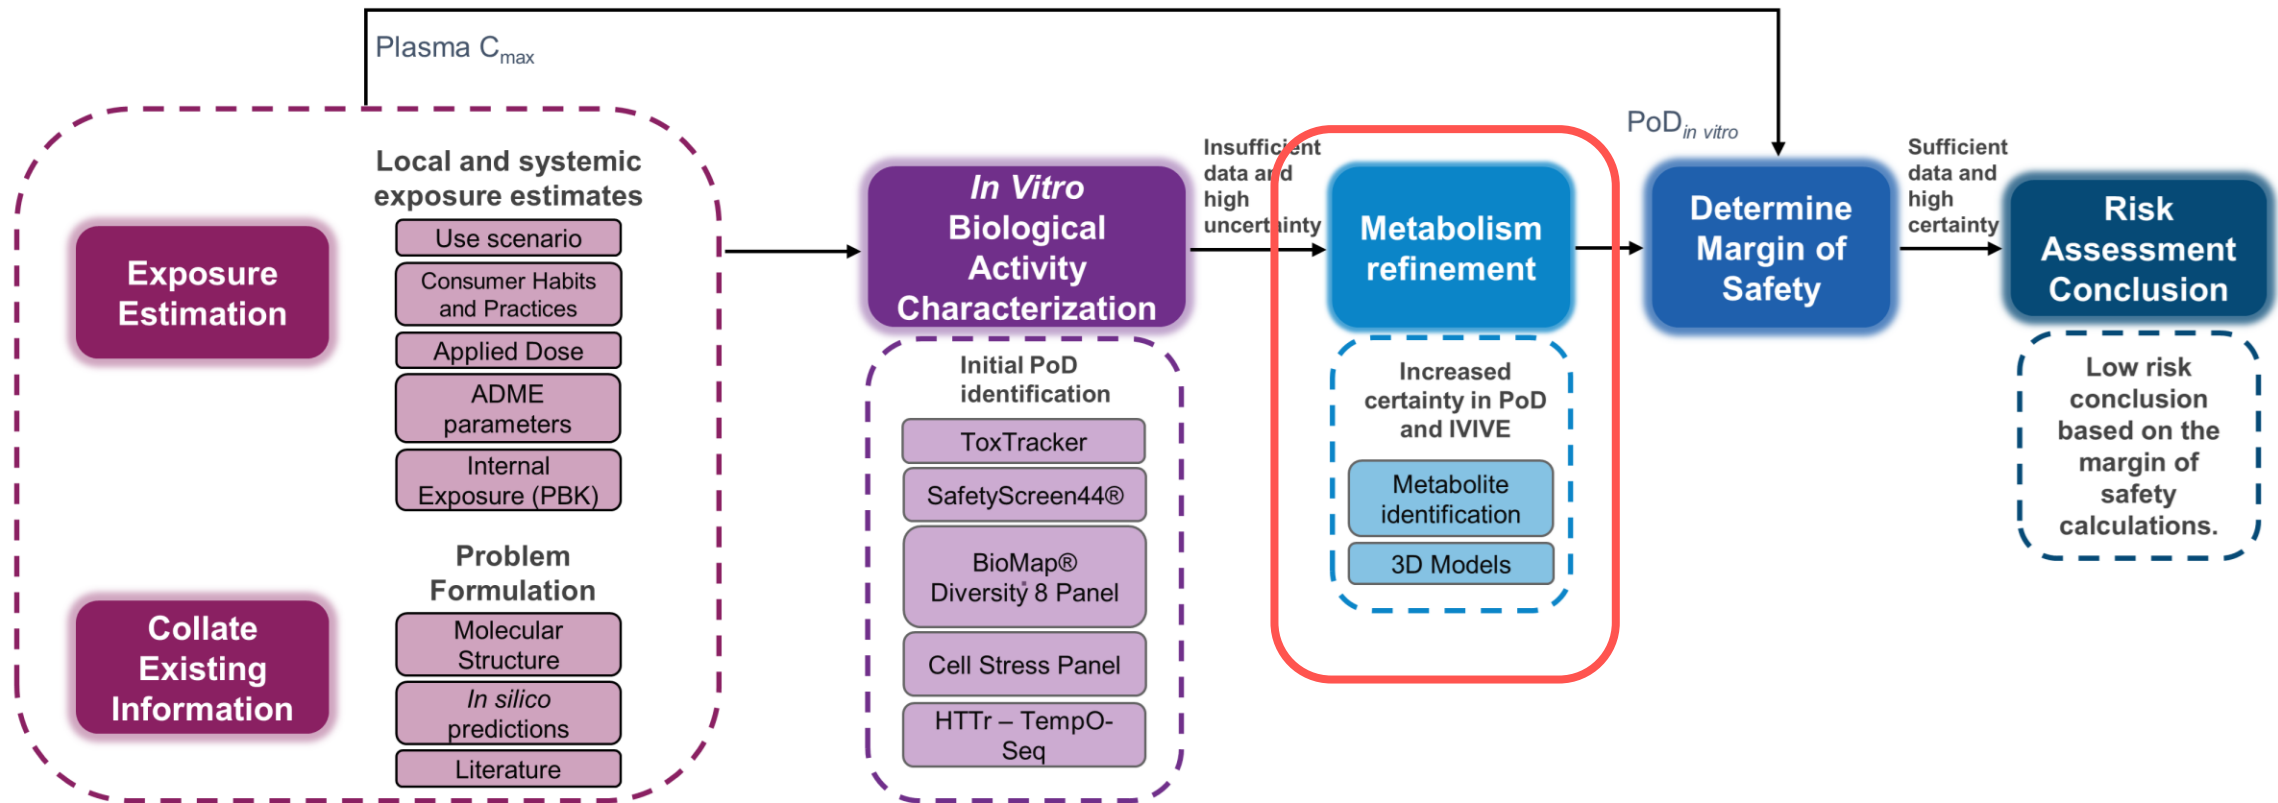 Plasma Cmax
Local and systemic
exposure estimates
Use scenario
Consumer Habits
and Practices
Applied Dose
ADME
parameters
Internal
Exposure (PBK)
Exposure
Estimation
Problem
Formulation
Molecular
Structure
In silico
predictions
Literature
Collate
Existing
Information
In Vitro
Biological
Activity
Characterization
Initial PoD
identification
ToxTracker
SafetyScreen44®
BioMap®
Diversity® 8 Panel
Cell Stress Panel
HTTr – TempO-
Seq
Insufficient
data and
high
uncertainty
Metabolism
refinement
Increased
certainty in PoD
and IVIVE
Metabolite
identification
3D Models
PoDin vitro
Determine
Margin of
Safety
Sufficient
data and
high
certainty
Risk
Assessment
Conclusion
Low risk
conclusion
based on the
margin of
safety
calculations.